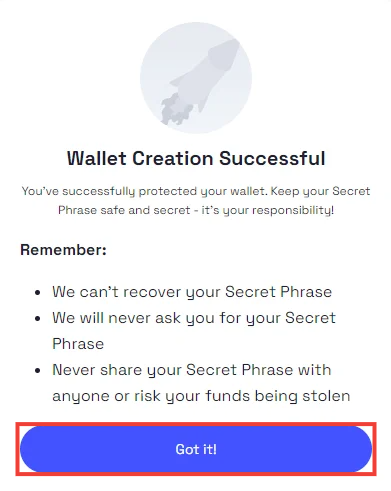 Wallet Creation Successful
You've successfully protected your wallet. Keep your Secret
Phrase safe and secret - it's your responsibility!
Remember:
• We can't recover your Secret Phrase
• We will never ask you for your Secret
Phrase
• Never share your Secret Phrase with
anyone or risk your funds being stolen
Got it!